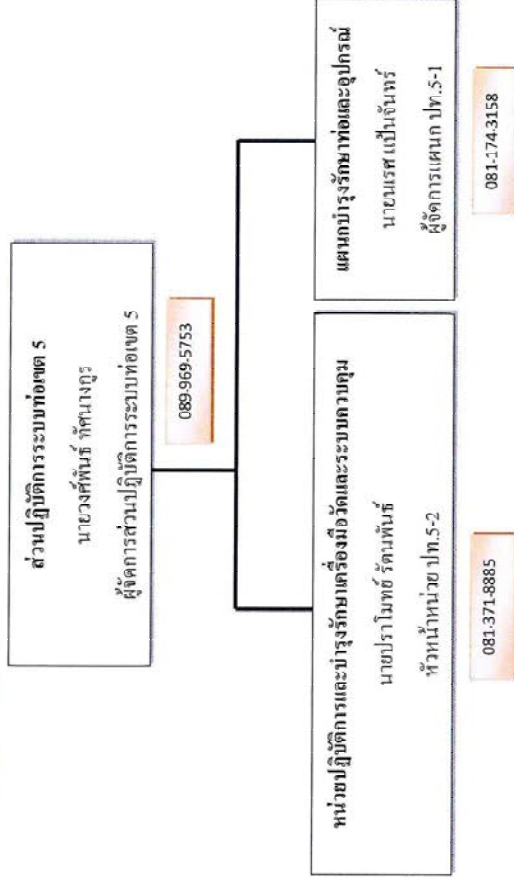 ส่วนปฏิบัติการระบบท่อเขต 5
นายวงศ์พันธ์ ทัศนางกูร
ผู้จัดการส่วนปฏิบัติการระบบท่อเขต 5
089-969-5753
หน่วยปฏิบัติการและบำรุงรักษาเครื่องมือวัดและระบบควบคุม
นายปราโมทย์ รัตนพันธ์
หัวหน้าหน่วย ปท.5-2
081-371-8885
แผนกบำรุงรักษาท่อและอุปกรณ์
นายนเรศ แป้นจันทร์
ผู้จัดการแผนก ปท.5-1
081-174-3158